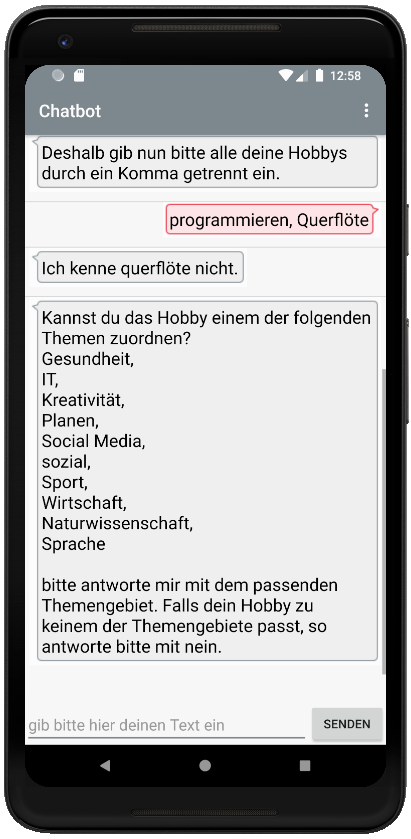 12:58
Chatbot
Deshalb gib nun bitte alle deine Hobbys
durch ein Komma getrennt ein.
programmieren, Querflöte
Ich kenne querflöte nicht.
Kannst du das Hobby einem der folgenden
Themen zuordnen?
Gesundheit,
IT,
Kreativität,
Planen,
Social Media,
sozial,
Sport,
Wirtschaft,
Naturwissenschaft,
Sprache
bitte antworte mir mit dem passenden
Themengebiet. Falls dein Hobby zu
keinem der Themengebiete passt, so
antworte bitte mit nein.
gib bitte hier deinen Text ein
SENDEN